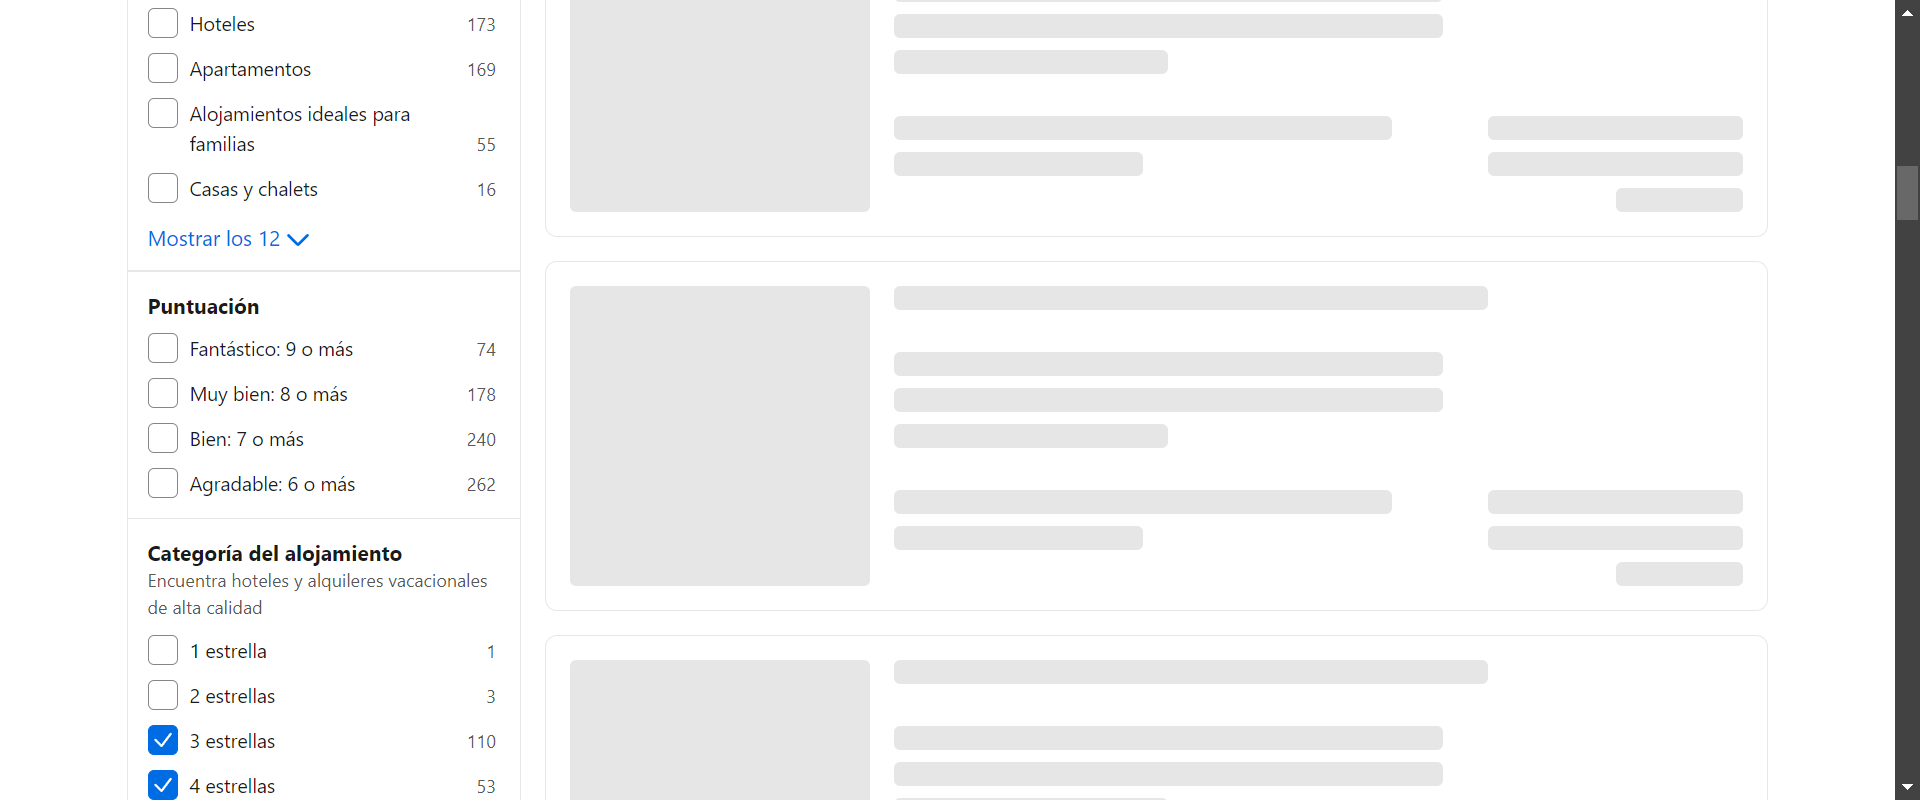 Hoteles 173
Apartamentos 169
Alojamientos ideales para
familias 55
Casas y chalets 16
Mostrar los 12
Puntuación
Fantástico: 9 o más 74
Muy bien: 8 o más 178
Bien: 7 o más 240
Agradable: 6 o más 262
Categoría del alojamiento
Encuentra hoteles y alquileres vacacionales
de alta calidad
1 estrella 1
2 estrellas 3
3 estrellas 110
4 estrellas 53